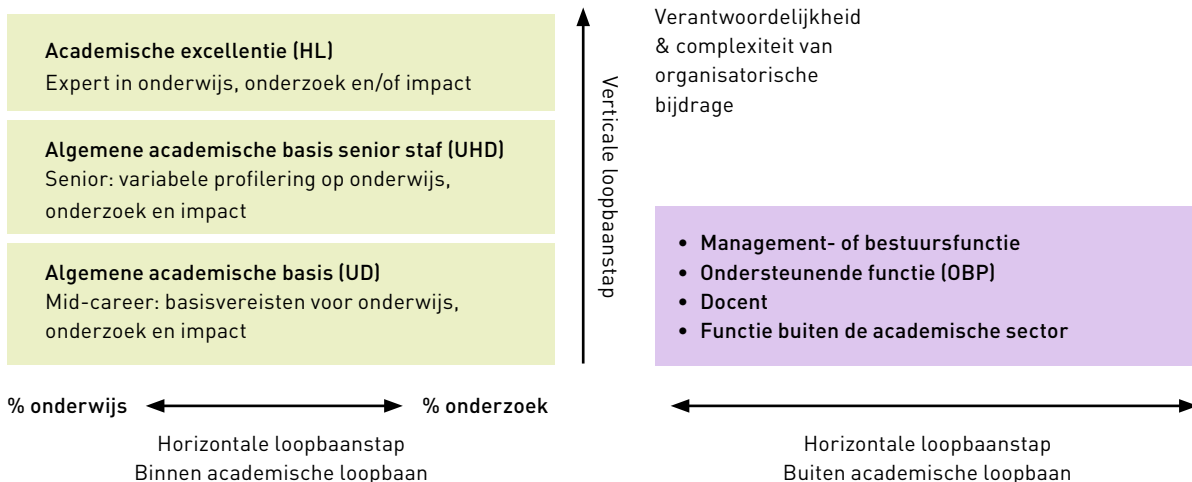 Academische excellentie (HL)
Expert in onderwijs, onderzoek en/of impact
Algemene academische basis senior staf (UHD)
Senior: variabele profilering op onderwijs,
onderzoek en impact
Algemene academische basis (UD)
Mid-career: basisvereisten voor onderwijs,
onderzoek en impact
Verticale loopbaanstap
Verantwoordelijkheid
& complexiteit van
organisatorische
bijdrage
• Management- of bestuursfunctie
• Ondersteunende functie (OBP)
• Docent
• Functie buiten de academische sector
% onderwijs
% onderzoek
Horizontale loopbaanstap
Binnen academische loopbaan
Horizontale loopbaanstap
Buiten academische loopbaan